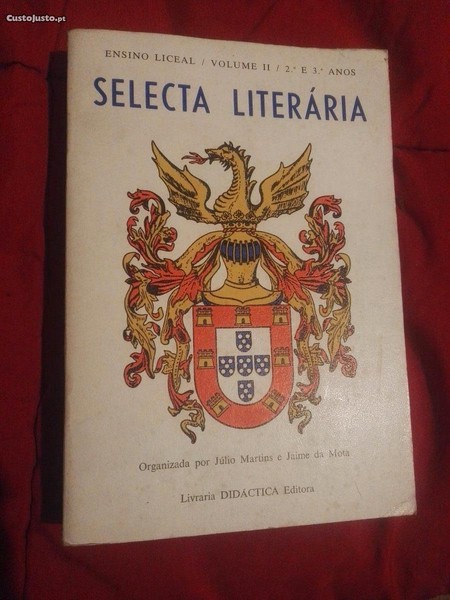 CustoJusto.pt
ENSINO LICEAL / VOLUME II / 2.º E 3.º ANOS
SELECTA LITERÁRIA
Organizada por Júlio Martins e Jaime da Mota
Livraria DIDÁCTICA Editora